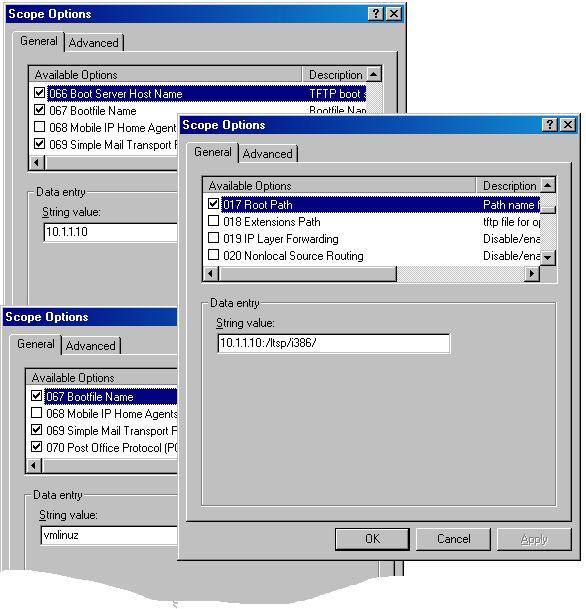 Scope Options
General Advanced
Available Options Description
066 Boot Server Host Name TFTP boot s
067 Bootfile Name Bootfile Nam
068 Mobile IP Home Agent
069 Simple Mail Transport
Data entry
String value:
10.1.1.10
Scope Options
General Advanced
Available Options Description
017 Root Path Path name f
018 Extensions Path tftp file for op
019 IP Layer Forwarding Disable/ena
020 Nonlocal Source Routing Disable/ena
Data entry
String value:
10.1.1.10:/ltsp/i386/
OK Cancel Apply
Scope Options
General Advanced
Available Options
067 Bootfile Name
068 Mobile IP Home Agents
069 Simple Mail Transport P
070 Post Office Protocol (PO
Data entry
String value:
vmlinuz